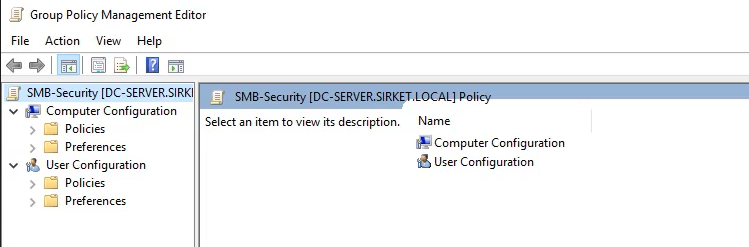 Group Policy Management Editor
File Action View Help
SMB-Security [DC-SERVER.SIRKE
Computer Configuration
Policies
Preferences
User Configuration
Policies
Preferences
SMB-Security [DC-SERVER.SIRKET.LOCAL] Policy
Select an item to view its description.
Name
Computer Configuration
User Configuration